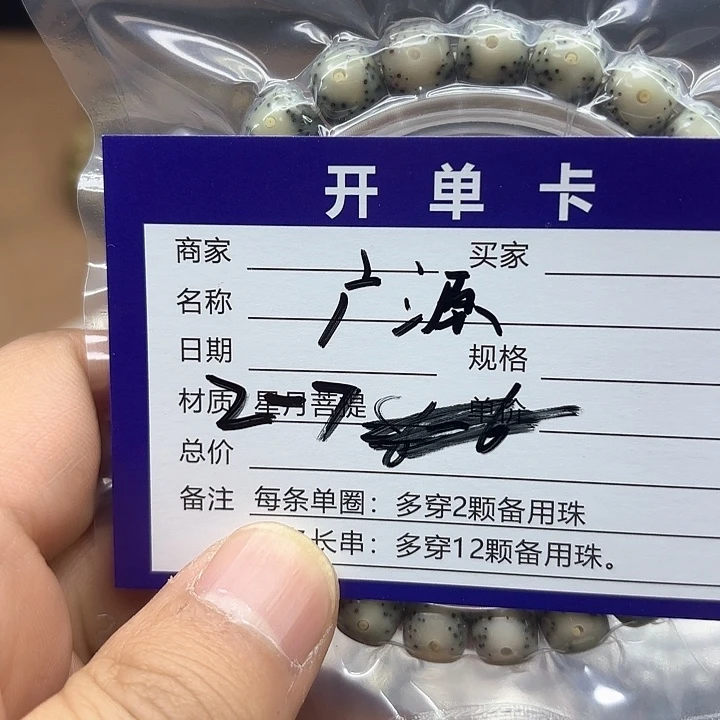 开单卡
商家 买家
名称 广源
日期 规格
材质 星月菩提 单价
2-7
总价
备注 每条单圈：多穿2颗备用珠
长串：多穿12颗备用珠。